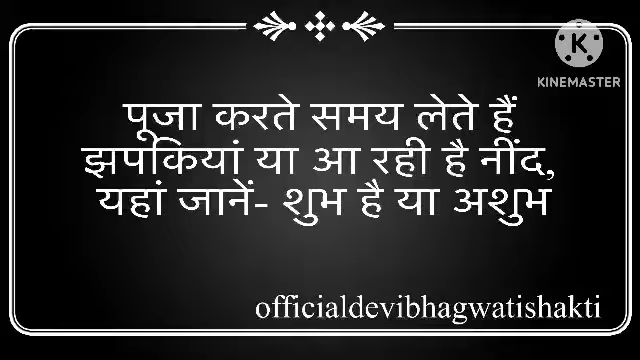 K
KINEMASTER
पूजा करते समय लेते हैं
झपकियां या आ रही है नींद,
यहां जानें- शुभ है या अशुभ
officialdevibhagwatishakti